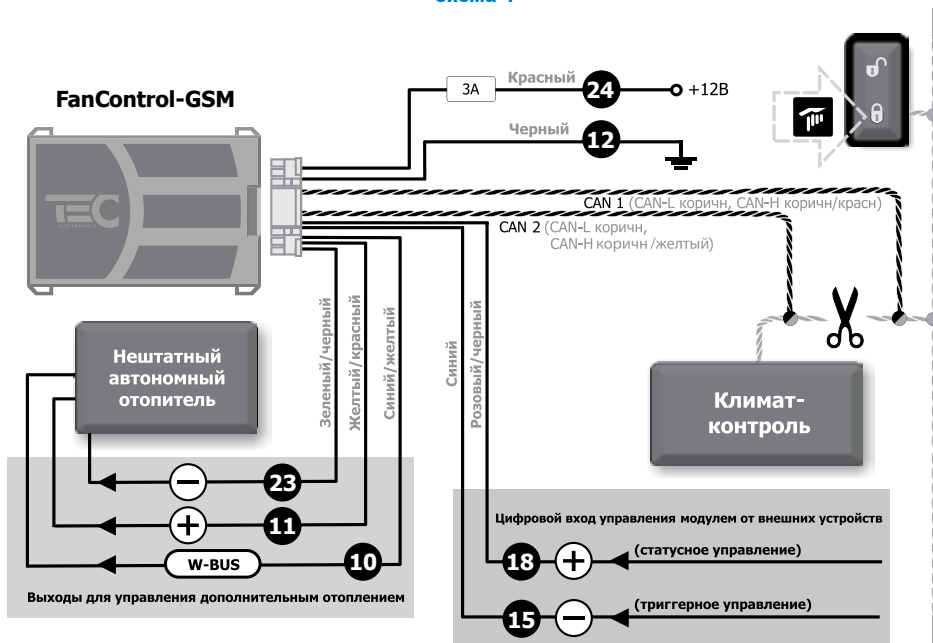 FanControl-GSM
TEC
ELECTRONICS
3А
Красный
24
+12В
Черный
12
CAN 1 (CAN-L коричн, CAN-H коричн/красн)
CAN 2 (CAN-L коричн,
CAN-H коричн/желтый)
Зеленый/черный
Желтый/красный
Синий/желтый
Синий
Розовый/черный
Нештатный
автономный
отопитель
Климат-
контроль
23
11
W-BUS
10
Выходы для управления дополнительным отоплением
Цифровой вход управления модулем от внешних устройств
18
(статусное управление)
15
(триггерное управление)